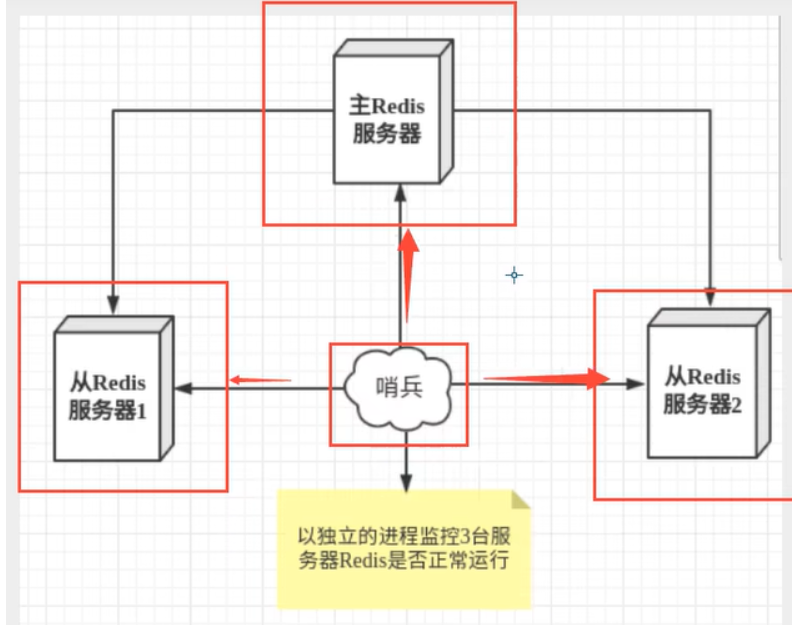 主Redis
服务器
从Redis
服务器1
哨兵
从Redis
服务器2
以独立的进程监控3台服
务器Redis是否正常运行